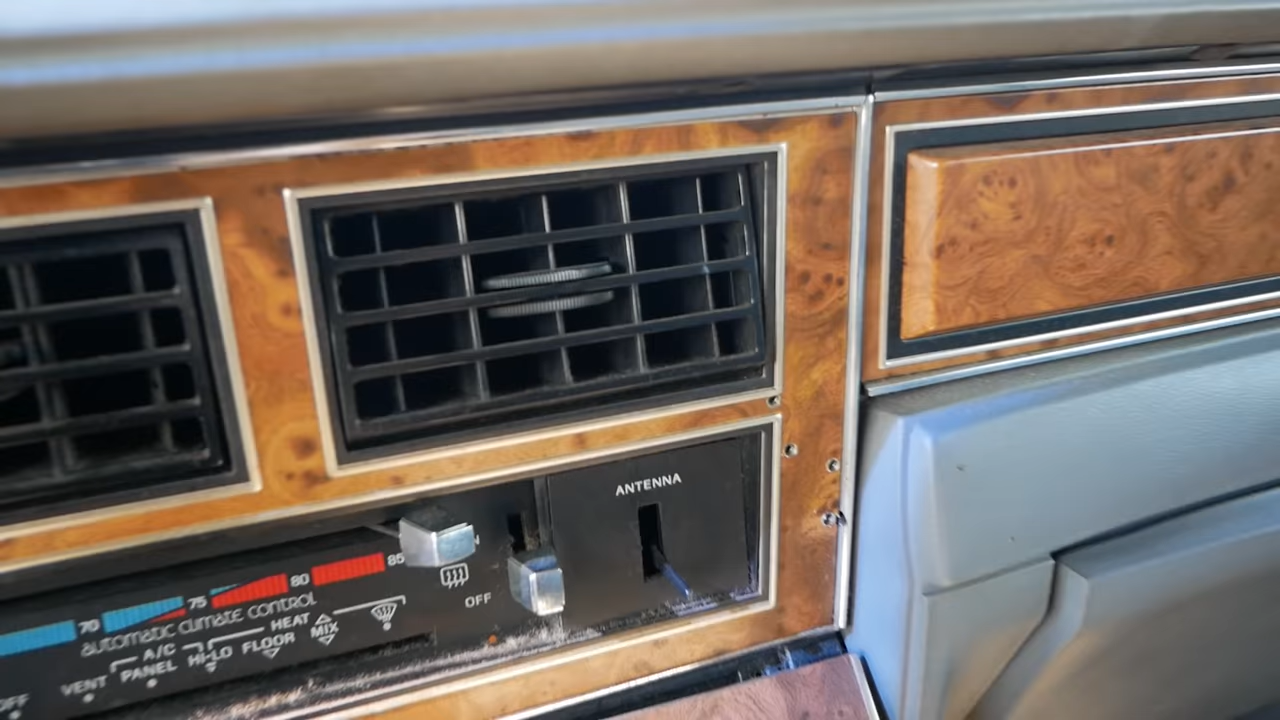 ANTENNA
70 75 80 85
automatic climate control
OFF
OFF VENT A/C PANEL HI-LO FLOOR HEAT MIX